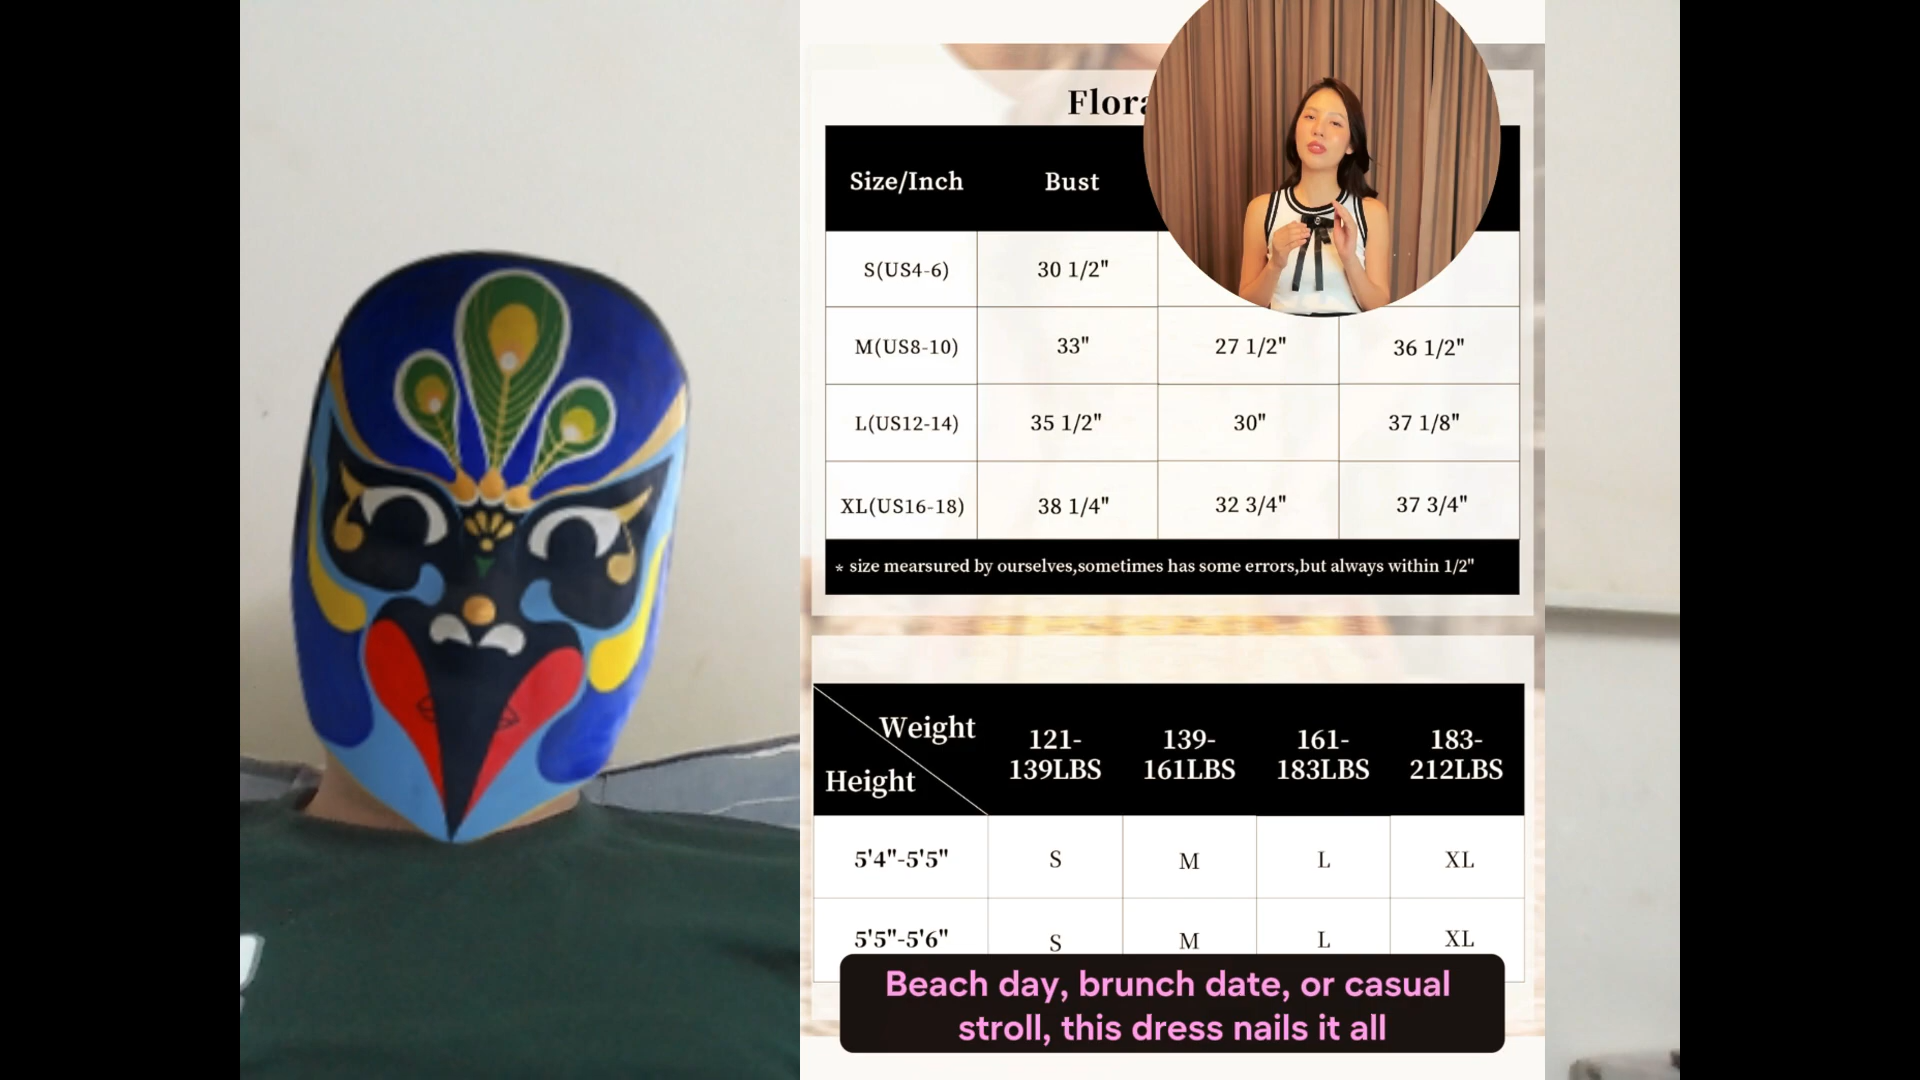 Flora
Size/Inch Bust
S(US4-6) 30 1/2"
M(US8-10) 33" 27 1/2" 36 1/2"
L(US12-14) 35 1/2" 30" 37 1/8"
XL(US16-18) 38 1/4" 32 3/4" 37 3/4"
* size mearsured by ourselves,sometimes has some errors,but always within 1/2"
Weight
Height
121-139LBS 139-161LBS 161-183LBS 183-212LBS
5'4"-5'5" S M L XL
5'5"-5'6" S M L XL
Beach day, brunch date, or casual
stroll, this dress nails it all